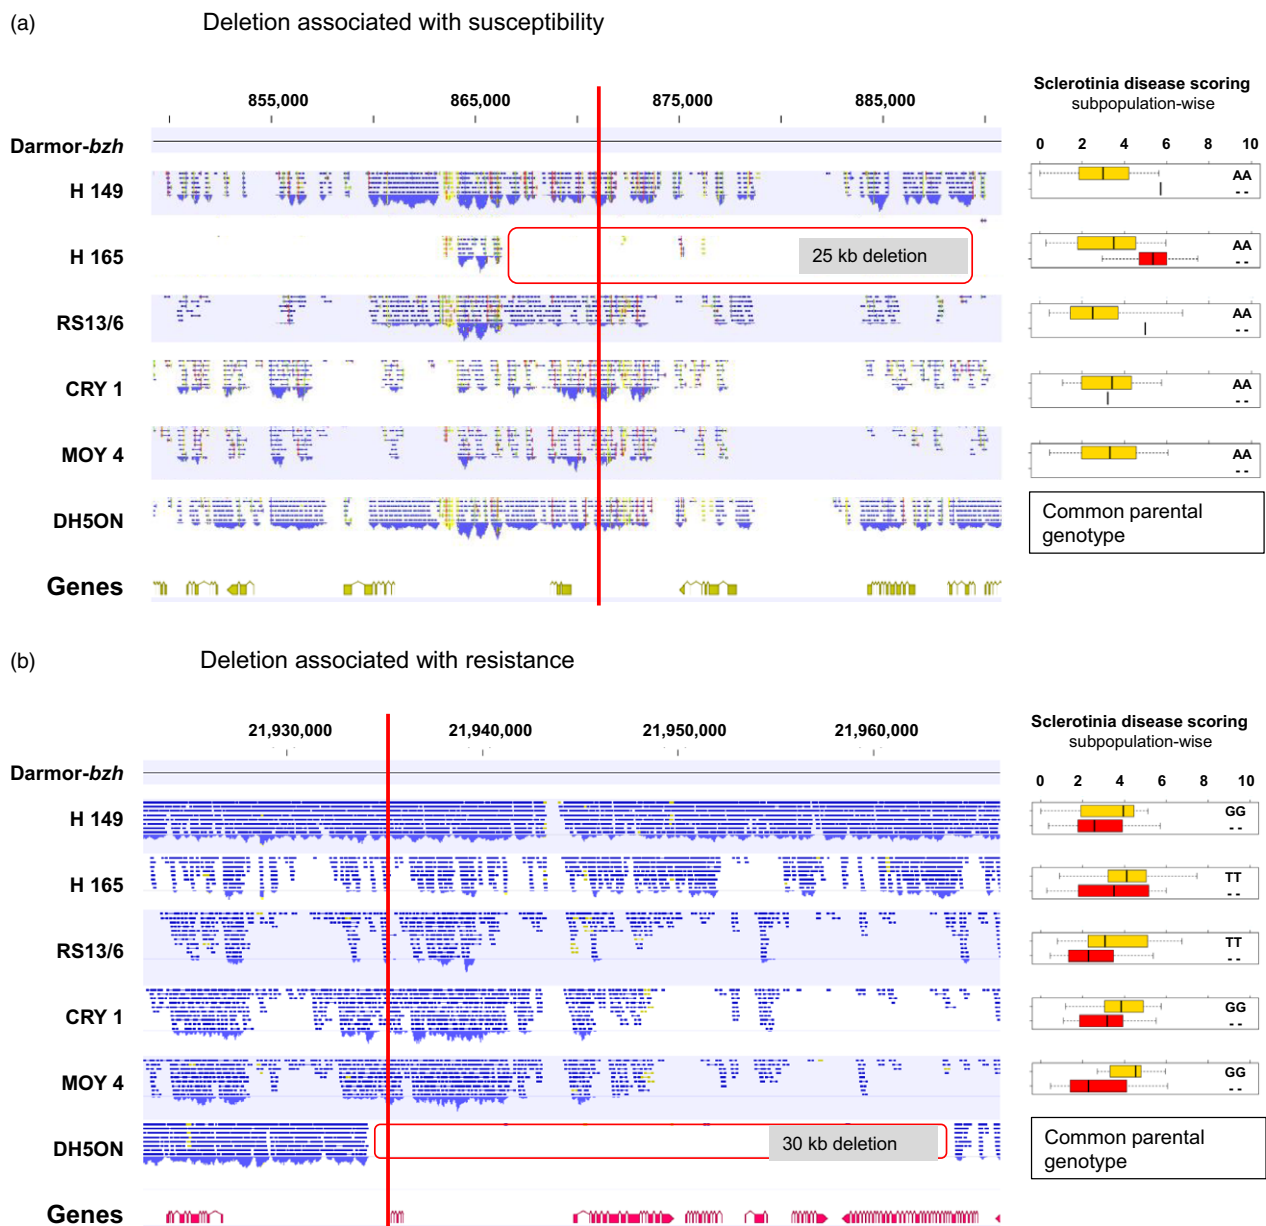 (a) Deletion associated with susceptibility
855,000 865,000 875,000 885,000
Sclerotinia disease scoring
subpopulation-wise
0 2 4 6 8 10
Darmor-bzh
H 149
AA
- -
H 165
25 kb deletion
AA
- -
RS13/6
AA
- -
CRY 1
AA
- -
MOY 4
AA
- -
DH5ON
Common parental
genotype
Genes
(b) Deletion associated with resistance
21,930,000 21,940,000 21,950,000 21,960,000
Sclerotinia disease scoring
subpopulation-wise
0 2 4 6 8 10
Darmor-bzh
H 149
GG
- -
H 165
TT
- -
RS13/6
TT
- -
CRY 1
GG
- -
MOY 4
GG
- -
DH5ON
30 kb deletion
Common parental
genotype
Genes